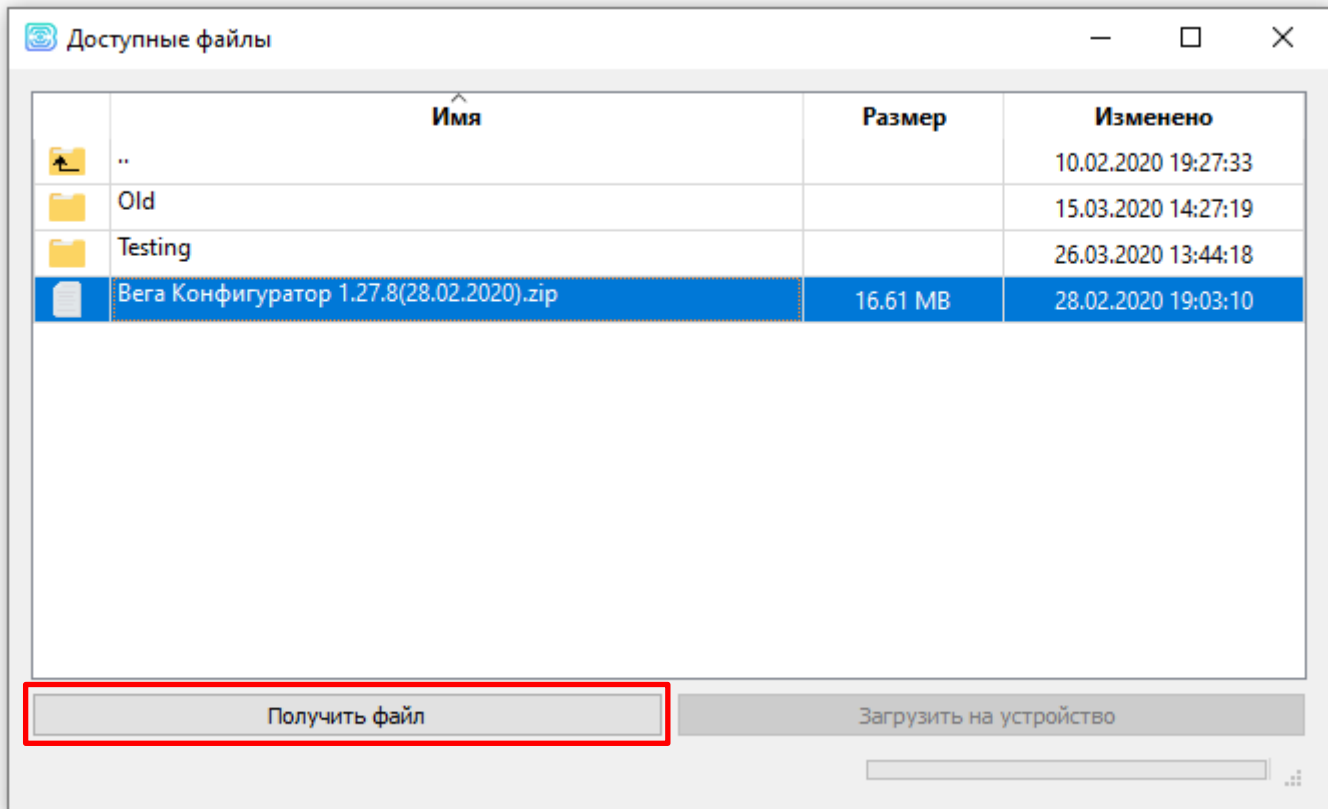 Доступные файлы
Имя Размер Изменено
.. 10.02.2020 19:27:33
Old 15.03.2020 14:27:19
Testing 26.03.2020 13:44:18
Вега Конфигуратор 1.27.8(28.02.2020).zip 16.61 MB 28.02.2020 19:03:10
Получить файл Загрузить на устройство